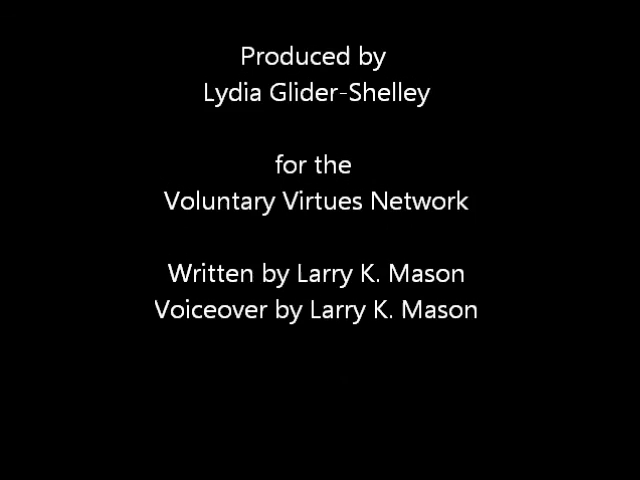 Produced by
Lydia Glider-Shelley
for the
Voluntary Virtues Network
Written by Larry K. Mason
Voiceover by Larry K. Mason